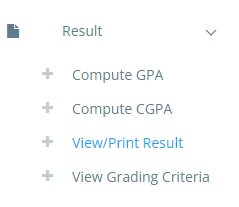 Result
Compute GPA
Compute CGPA
View/Print Result
View Grading Criteria